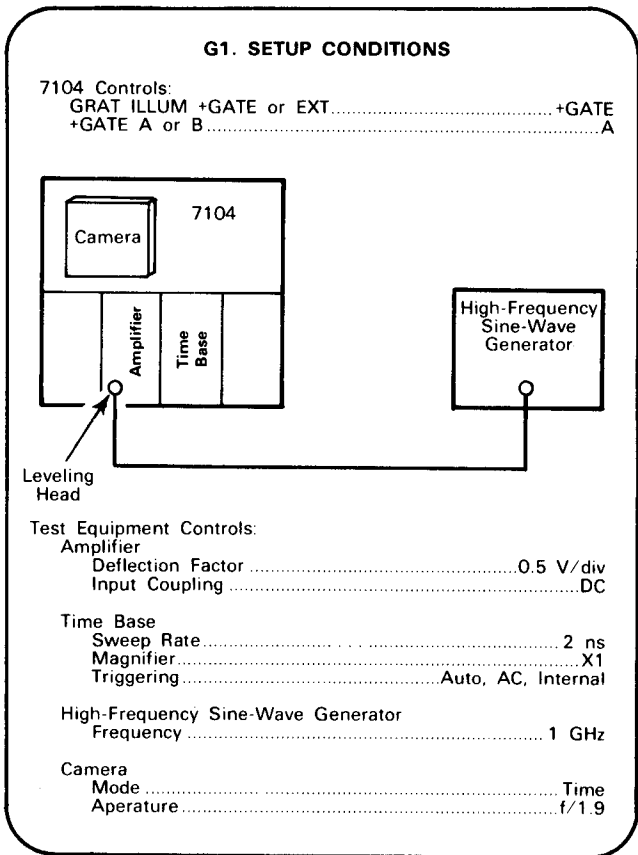 G1. SETUP CONDITIONS
7104 Controls:
GRAT ILLUM +GATE or EXT..............................+GATE
+GATE A or B....................................................A
7104
Camera
Amplifier
Time
Base
High-Frequency
Sine-Wave
Generator
Leveling
Head
Test Equipment Controls:
Amplifier
Deflection Factor ..........................................0.5 V/div
Input Coupling ......................................................DC
Time Base
Sweep Rate.................. . . . ............................ 2 ns
Magnifier.............................................................X1
Triggering......................................Auto, AC, Internal
High-Frequency Sine-Wave Generator
Frequency .................................................... 1 GHz
Camera
Mode ............................................................. Time
Aperature.........................................................f/1.9